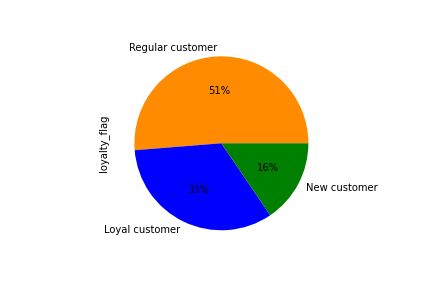 Regular customer
51%
loyalty_flag
16%
33%
New customer
Loyal customer